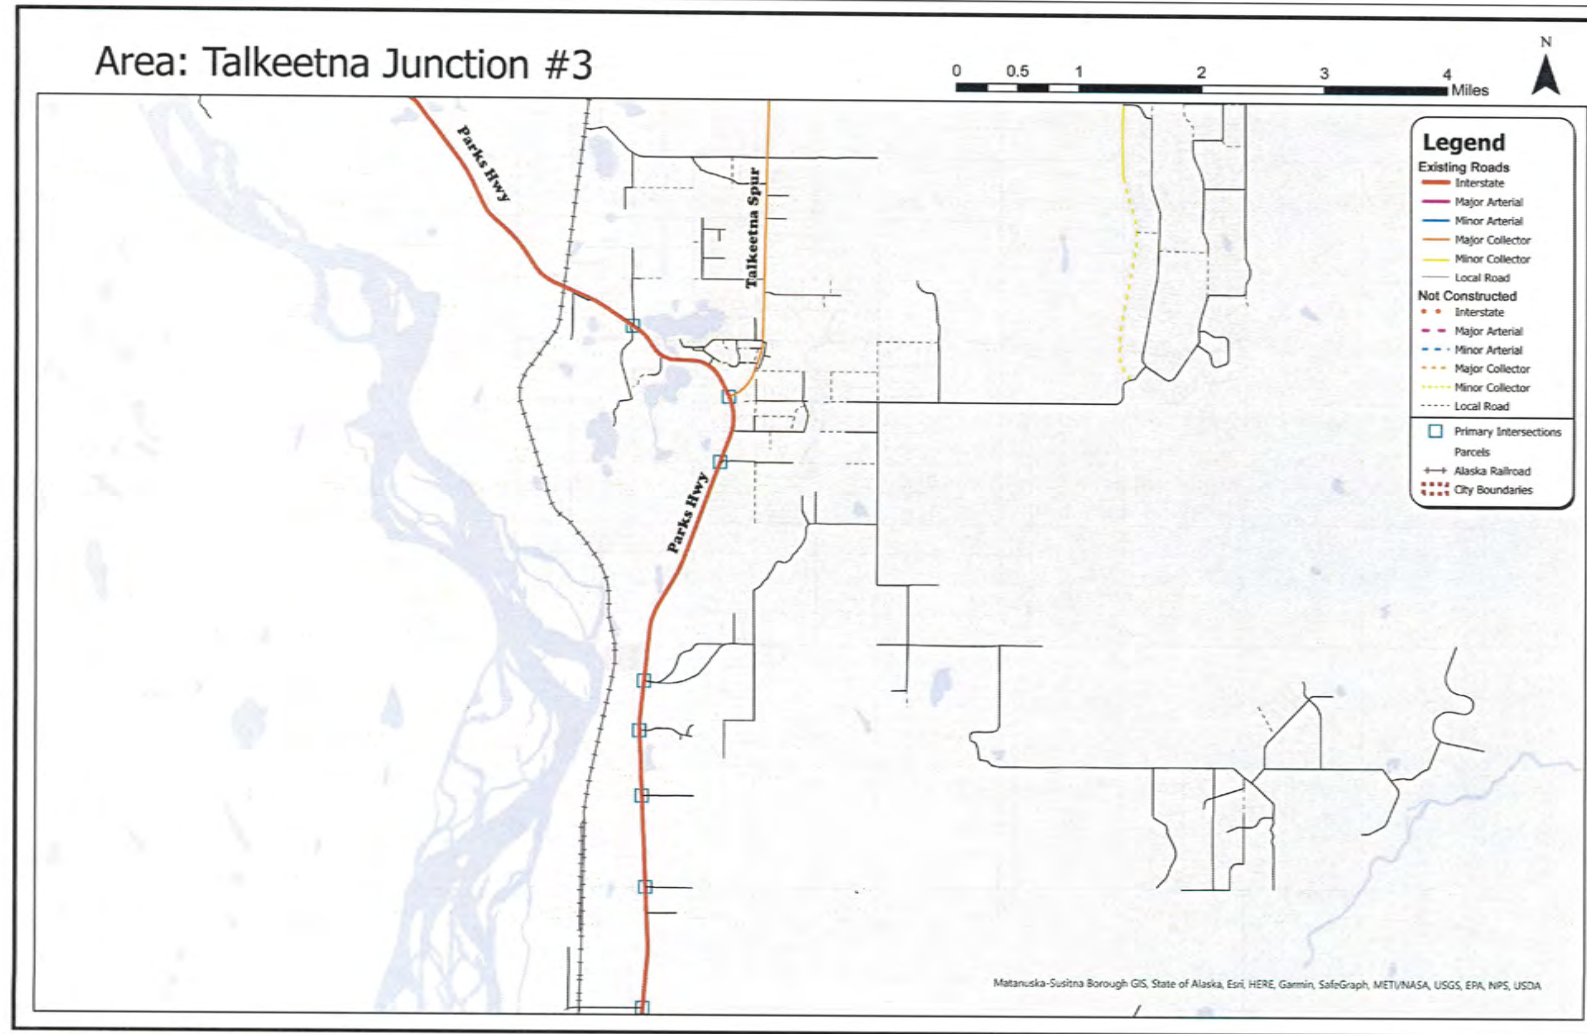 Area: Talkeetna Junction #3
0 0.5 1 2 3 4
Miles
N
Parks Hwy
Talkeetna Spur
Parks Hwy
Legend
Existing Roads
Interstate
Major Arterial
Minor Arterial
Major Collector
Minor Collector
Local Road
Not Constructed
Interstate
Major Arterial
Minor Arterial
Major Collector
Minor Collector
Local Road
Primary Intersections
Parcels
Alaska Railroad
City Boundaries
Matanuska-Susitna Borough GIS, State of Alaska, Esri, HERE, Garmin, SafeGraph, METI/NASA, USGS, EPA, NPS, USDA